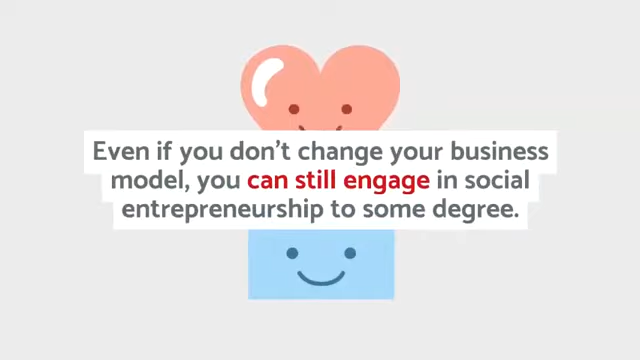 Even if you don't change your business
model, you can still engage in social
entrepreneurship to some degree.